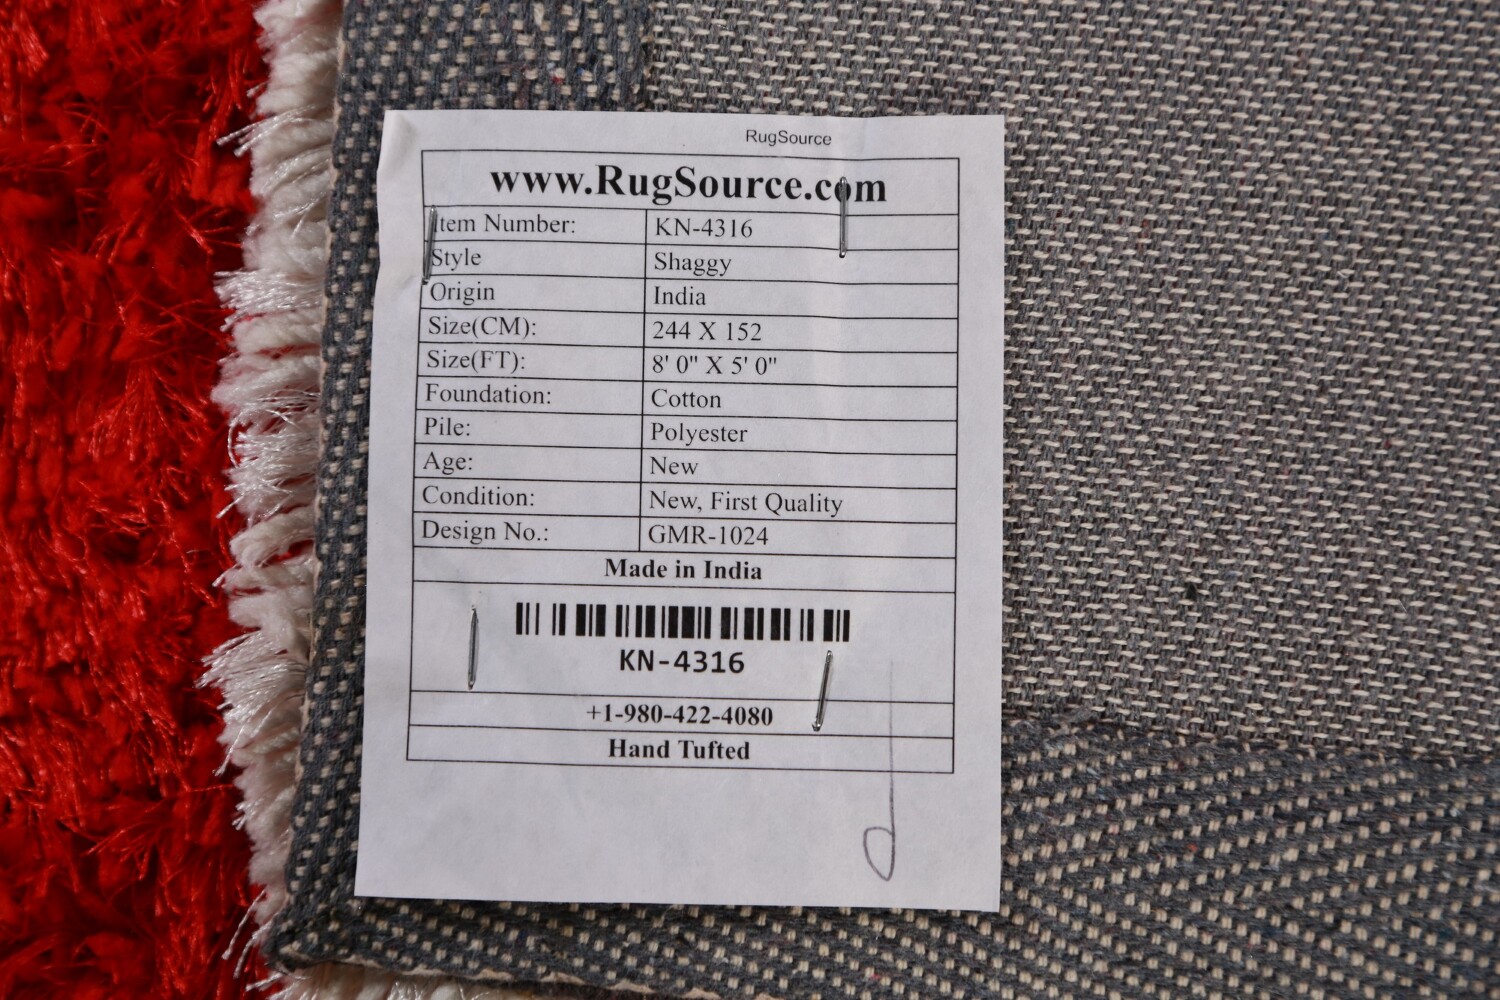 RugSource
www.RugSource.com
Item Number: KN-4316
Style Shaggy
Origin India
Size(CM): 244 X 152
Size(FT): 8' 0" X 5' 0"
Foundation: Cotton
Pile: Polyester
Age: New
Condition: New, First Quality
Design No.: GMR-1024
Made in India
KN-4316
+1-980-422-4080
Hand Tufted